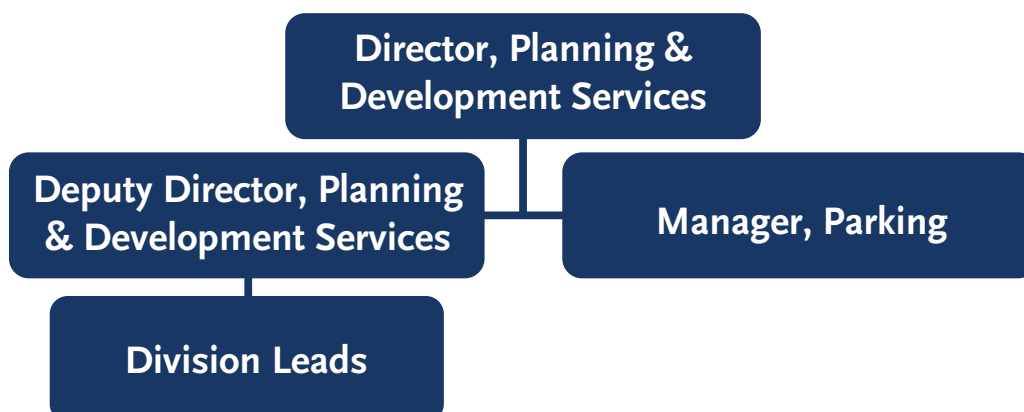 Director, Planning &
Development Services
Deputy Director, Planning
& Development Services
Manager, Parking
Division Leads